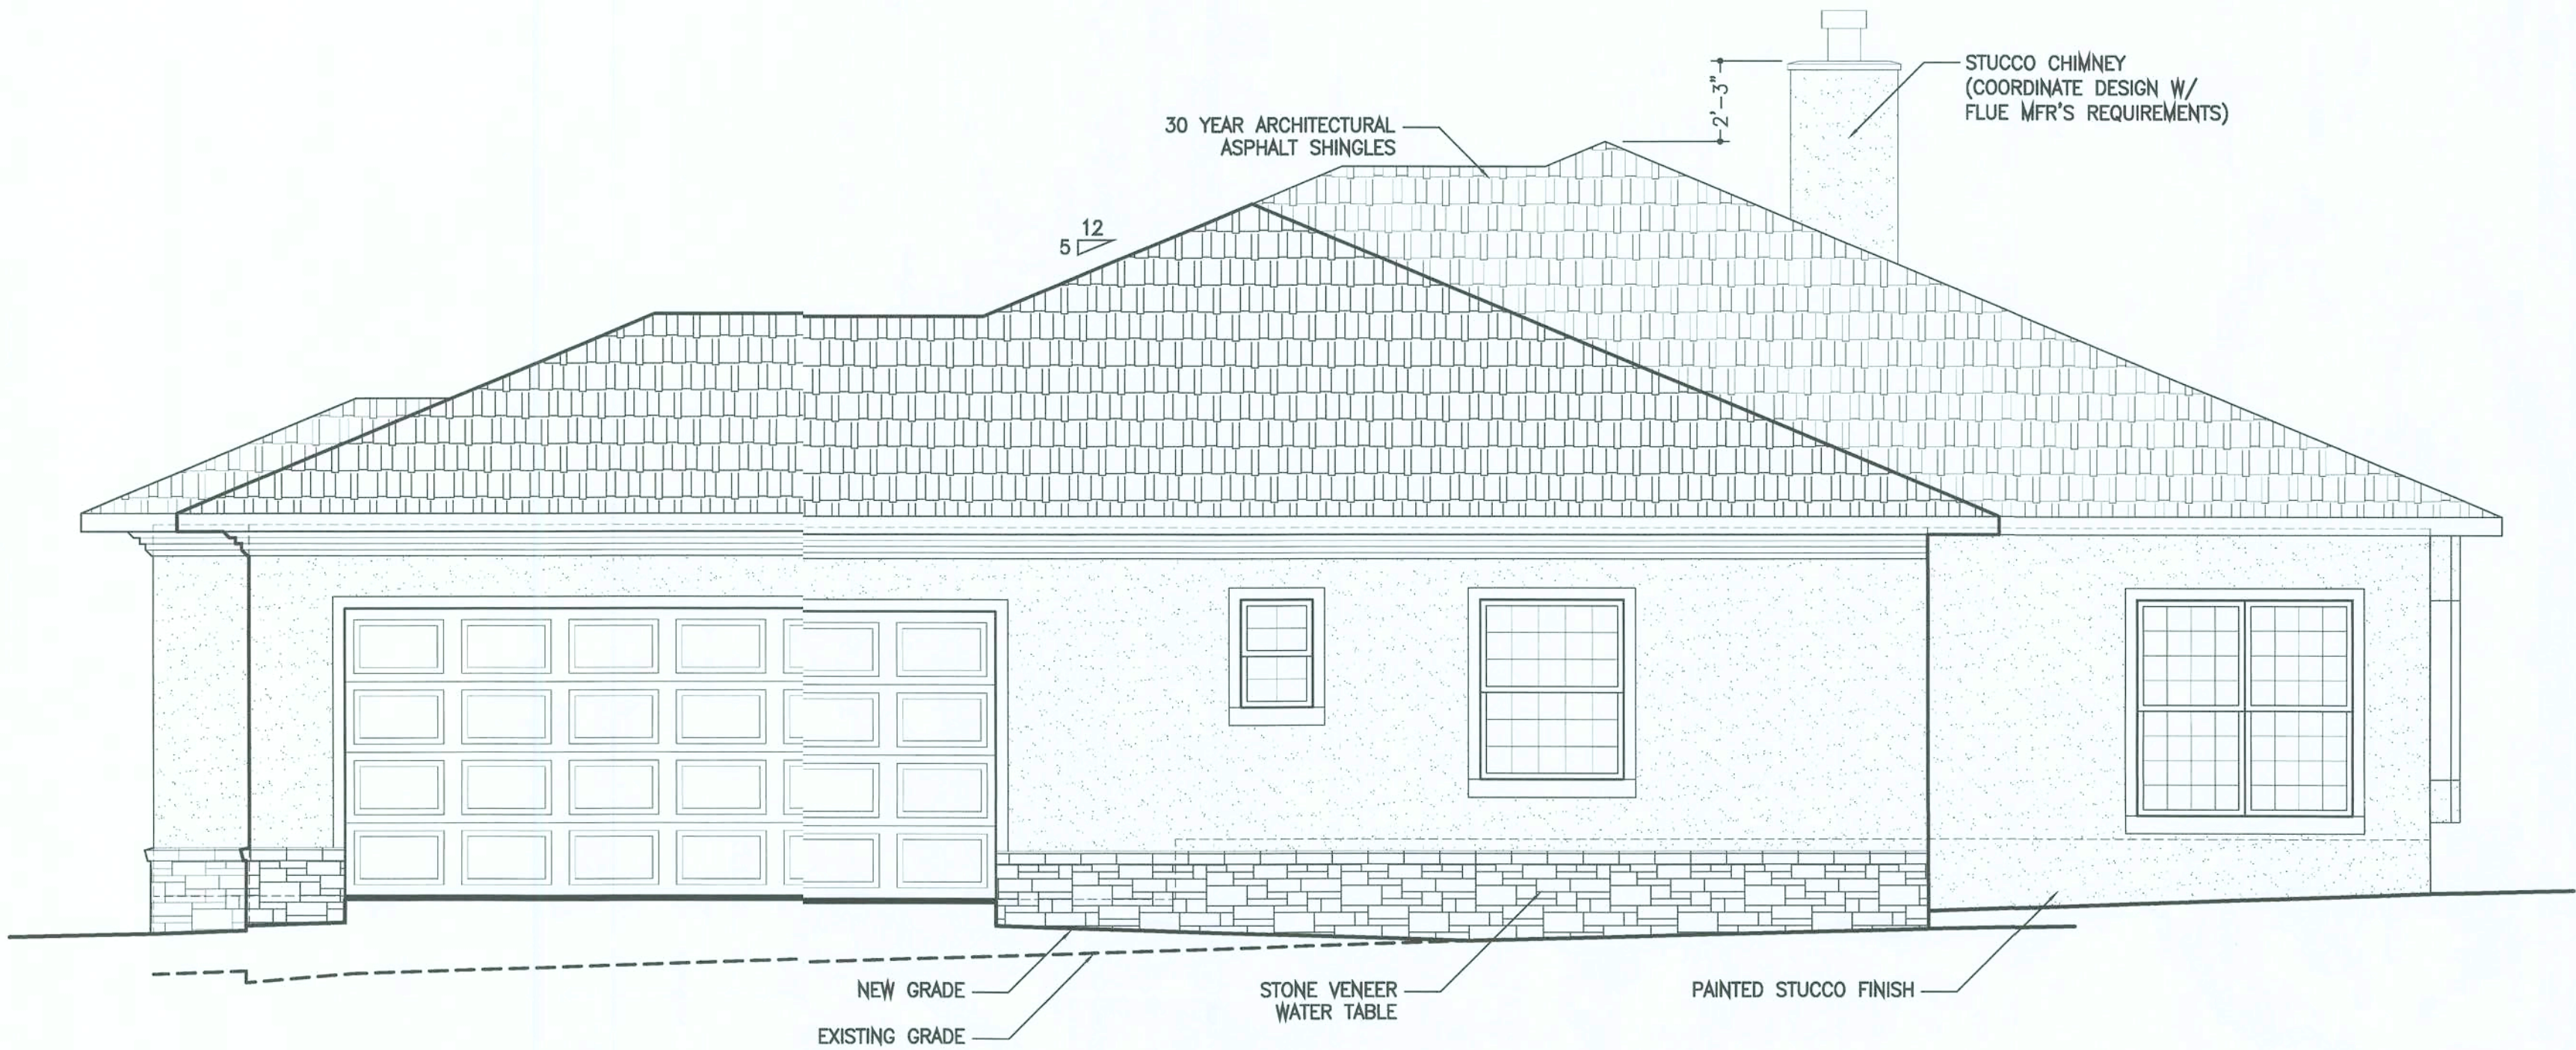 STUCCO CHIMNEY
(COORDINATE DESIGN W/
FLUE MFR'S REQUIREMENTS)
2'-3"
30 YEAR ARCHITECTURAL
ASPHALT SHINGLES
12
5
NEW GRADE
EXISTING GRADE
STONE VENEER
WATER TABLE
PAINTED STUCCO FINISH